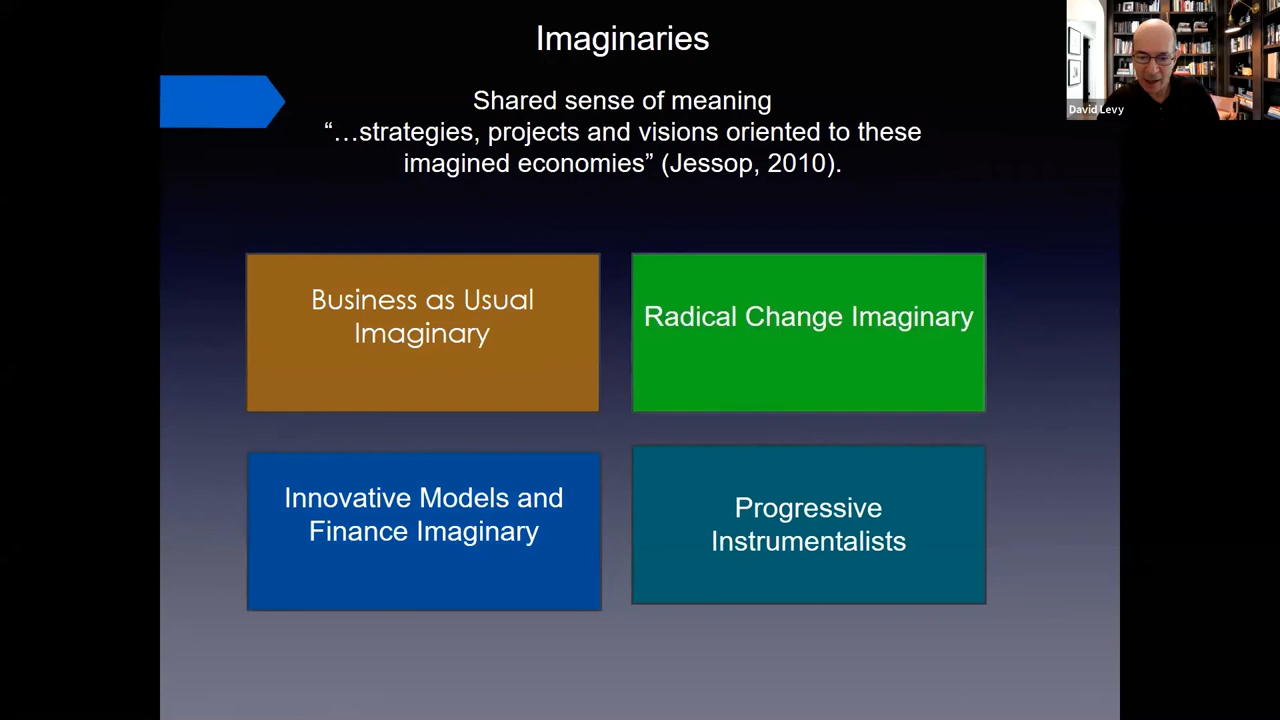 Imaginaries
Shared sense of meaning
“…strategies, projects and visions oriented to these
imagined economies” (Jessop, 2010).
David Levy
Business as Usual
Imaginary
Radical Change Imaginary
Innovative Models and
Finance Imaginary
Progressive
Instrumentalists